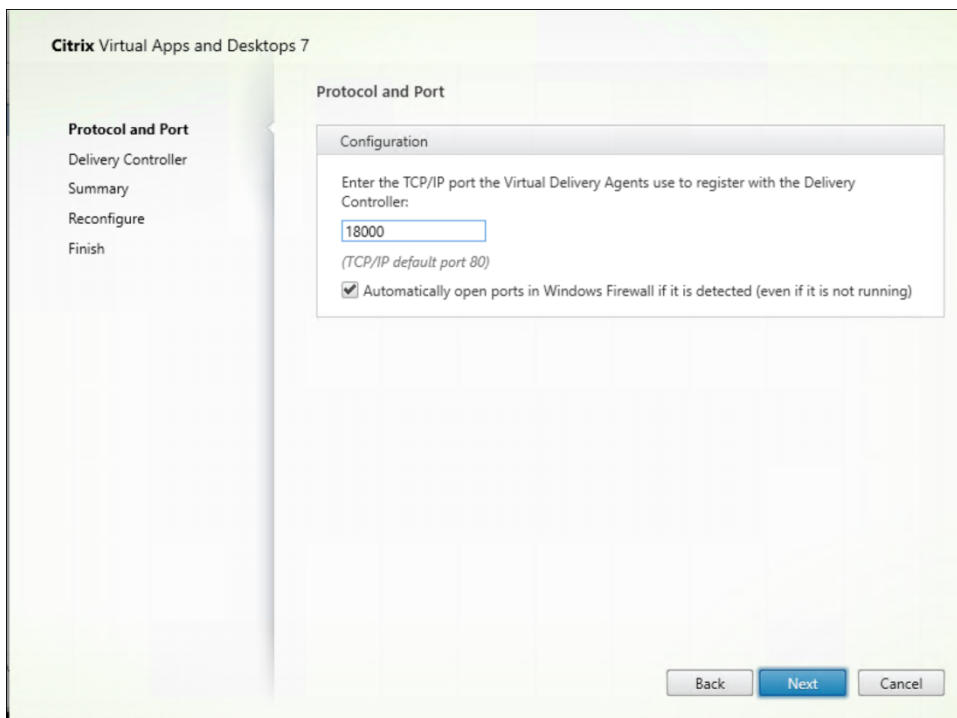 Citrix Virtual Apps and Desktops 7
Protocol and Port
Delivery Controller
Summary
Reconfigure
Finish
Protocol and Port
Configuration
Enter the TCP/IP port the Virtual Delivery Agents use to register with the Delivery
Controller:
18000
(TCP/IP default port 80)
Automatically open ports in Windows Firewall if it is detected (even if it is not running)
Back
Next
Cancel